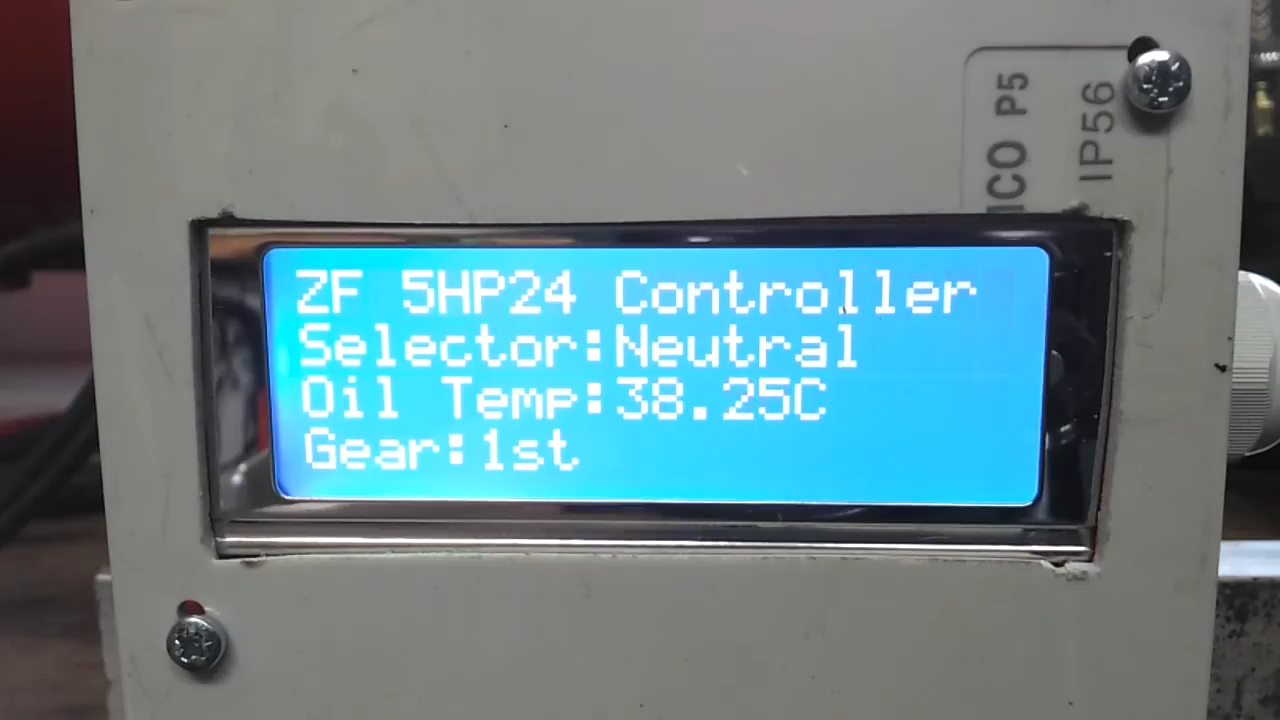 ICO P5
IP56
ZF 5HP24 Controller
Selector:Neutral
Oil Temp:38.25C
Gear:1st